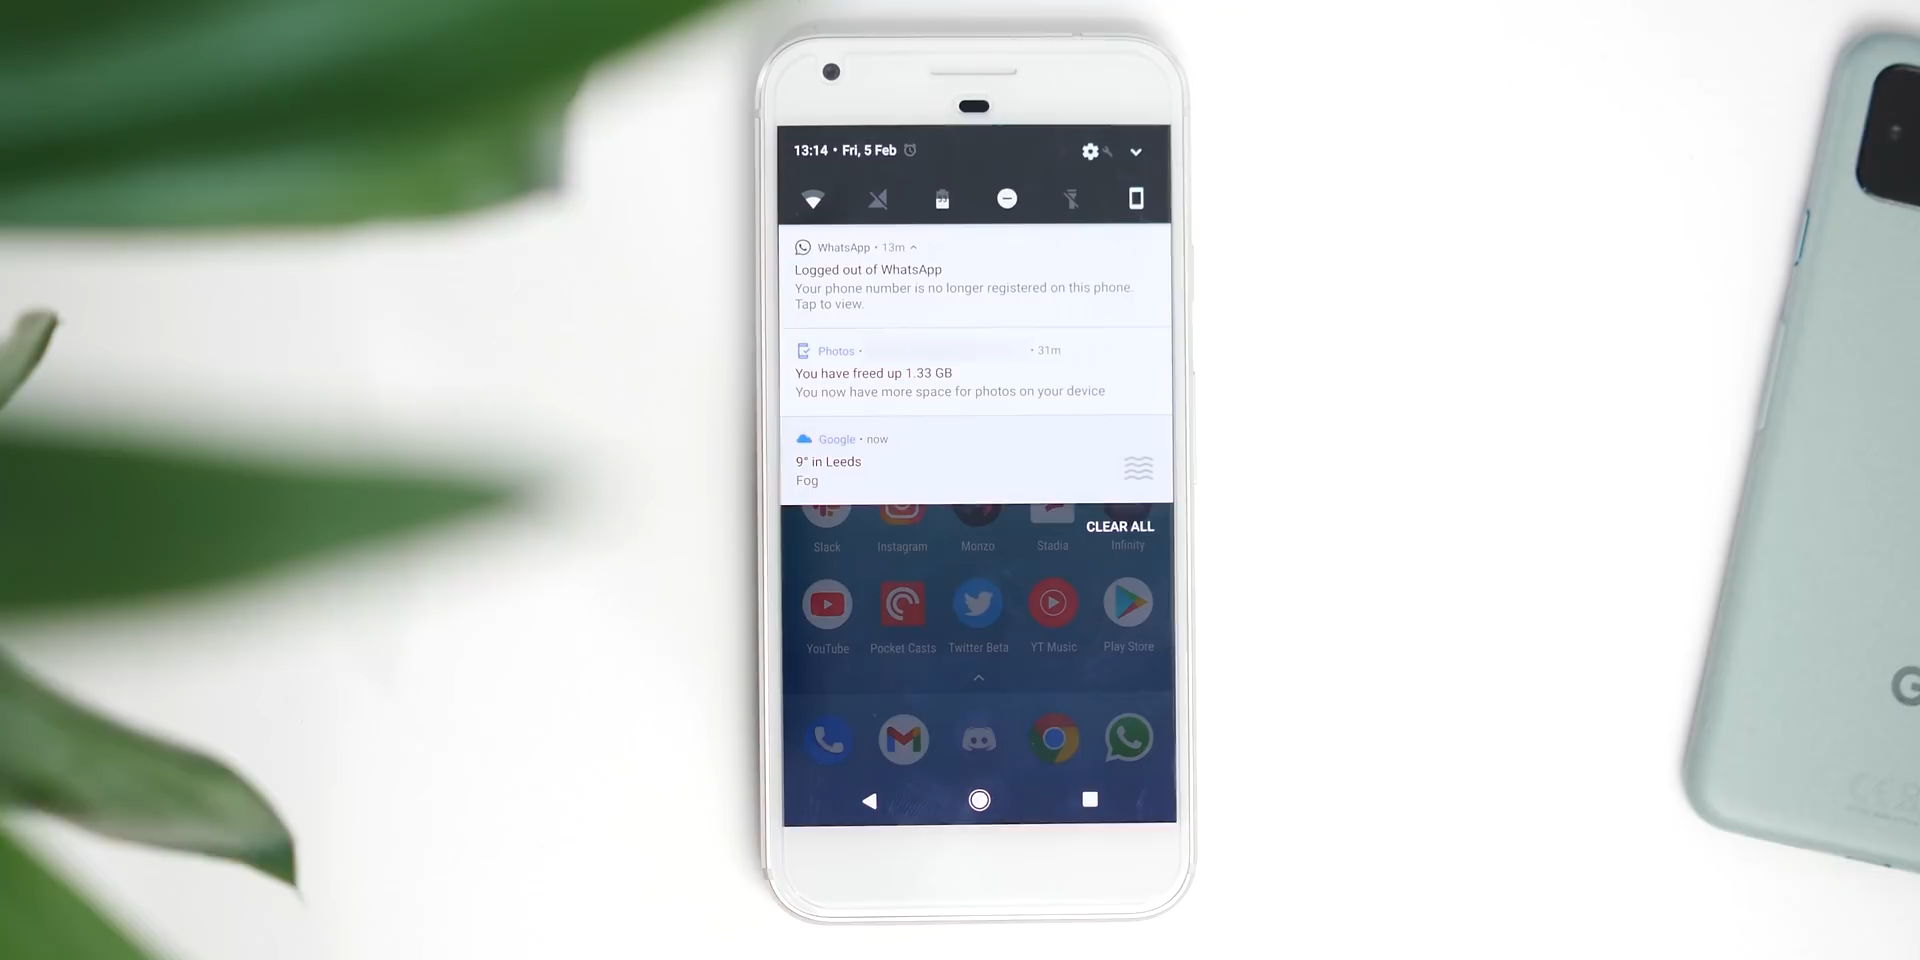 13:14 • Fri, 5 Feb
WhatsApp • 13m
Logged out of WhatsApp
Your phone number is no longer registered on this phone.
Tap to view.
Photos • • 31m
You have freed up 1.33 GB
You now have more space for photos on your device
Google • now
9° in Leeds
Fog
CLEAR ALL
Slack Instagram Monzo Stadia Infinity
YouTube Pocket Casts Twitter Beta YT Music Play Store
G